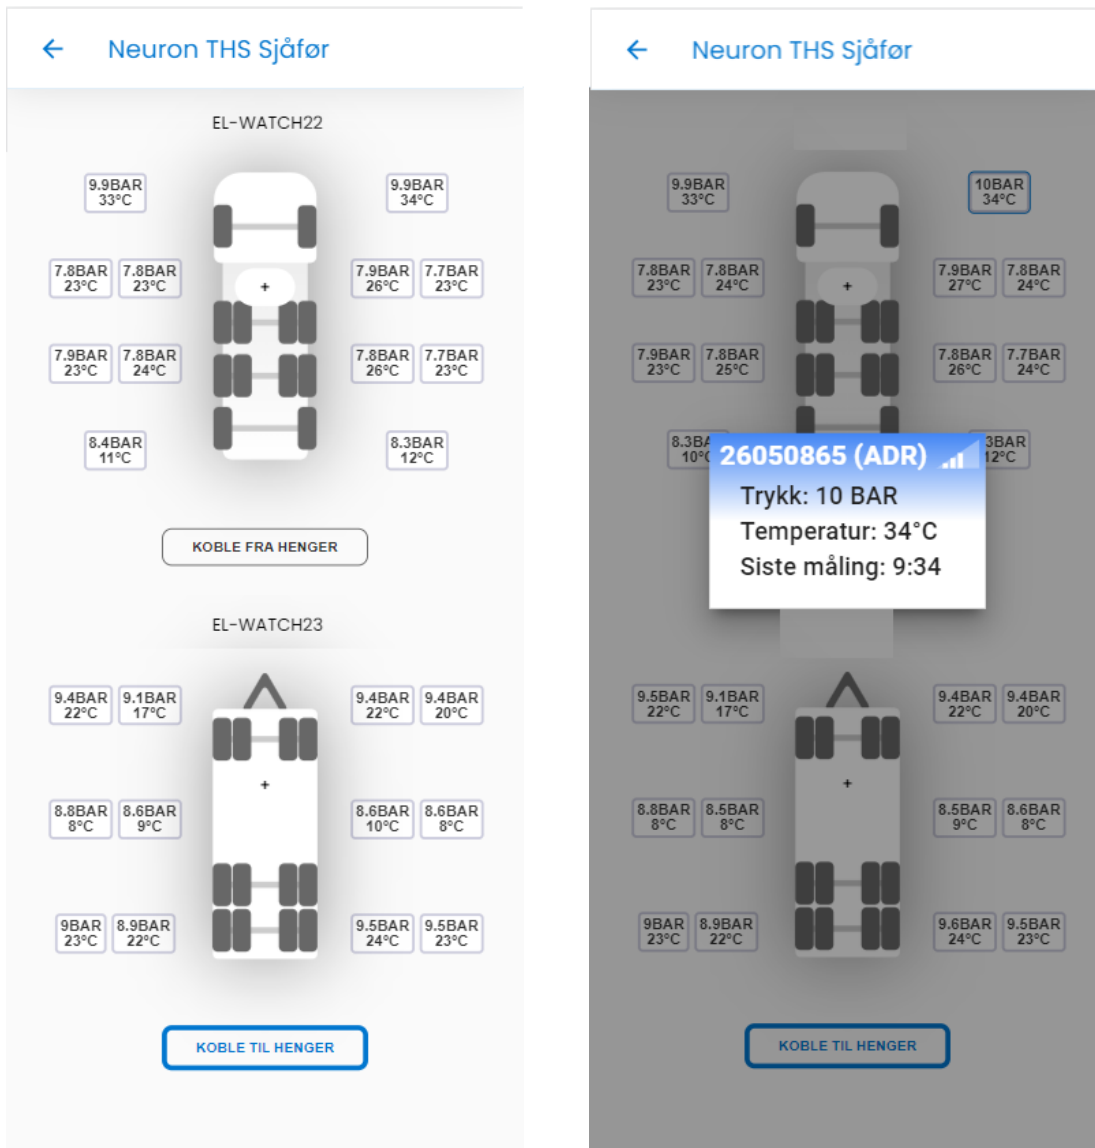 Neuron THS Sjåfør
EL-WATCH22
9.9BAR
33°C
9.9BAR
34°C
7.8BAR 7.8BAR
23°C 23°C
7.9BAR 7.7BAR
26°C 23°C
+
7.9BAR 7.8BAR
23°C 24°C
7.8BAR 7.7BAR
26°C 23°C
8.4BAR
11°C
8.3BAR
12°C
KOBLE FRA HENGER
EL-WATCH23
9.4BAR 9.1BAR
22°C 17°C
9.4BAR 9.4BAR
22°C 20°C
+
8.8BAR 8.6BAR
8°C 9°C
8.6BAR 8.6BAR
10°C 8°C
9BAR 8.9BAR
23°C 22°C
9.5BAR 9.5BAR
24°C 23°C
KOBLE TIL HENGER
Neuron THS Sjåfør
9.9BAR
33°C
10BAR
34°C
7.8BAR 7.8BAR
23°C 24°C
7.9BAR 7.8BAR
27°C 24°C
+
7.9BAR 7.8BAR
23°C 25°C
7.8BAR 7.7BAR
26°C 24°C
8.3BA
10°C
3BAR
12°C
26050865 (ADR)
Trykk: 10 BAR
Temperatur: 34°C
Siste måling: 9:34
9.5BAR 9.1BAR
22°C 17°C
9.4BAR 9.4BAR
22°C 20°C
+
8.8BAR 8.5BAR
8°C 8°C
8.5BAR 8.6BAR
9°C 8°C
9BAR 8.9BAR
23°C 22°C
9.6BAR 9.5BAR
24°C 23°C
KOBLE TIL HENGER